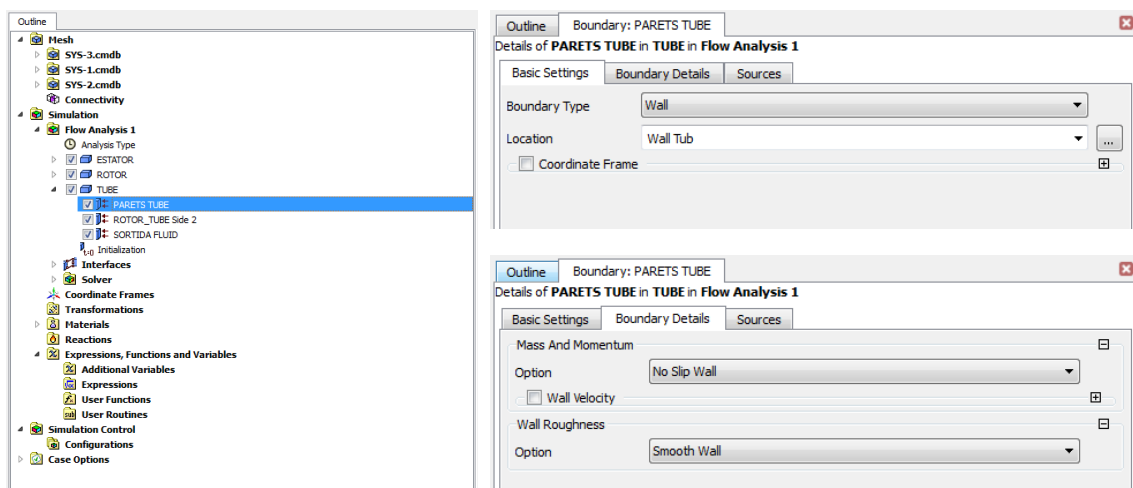 Outline
Mesh
SYS-3.cmdb
SYS-1.cmdb
SYS-2.cmdb
Connectivity
Simulation
Flow Analysis 1
Analysis Type
ESTATOR
ROTOR
TUBE
PARETS TUBE
ROTOR_TUBE Side 2
SORTIDA FLUID
t=0 Initialization
Interfaces
Solver
Coordinate Frames
Transformations
Materials
Reactions
Expressions, Functions and Variables
Additional Variables
Expressions
User Functions
sub User Routines
Simulation Control
Configurations
Case Options
Outline Boundary: PARETS TUBE
Details of PARETS TUBE in TUBE in Flow Analysis 1
Basic Settings Boundary Details Sources
Boundary Type Wall
Location Wall Tub ...
Coordinate Frame
Outline Boundary: PARETS TUBE
Details of PARETS TUBE in TUBE in Flow Analysis 1
Basic Settings Boundary Details Sources
Mass And Momentum
Option No Slip Wall
Wall Velocity
Wall Roughness
Option Smooth Wall